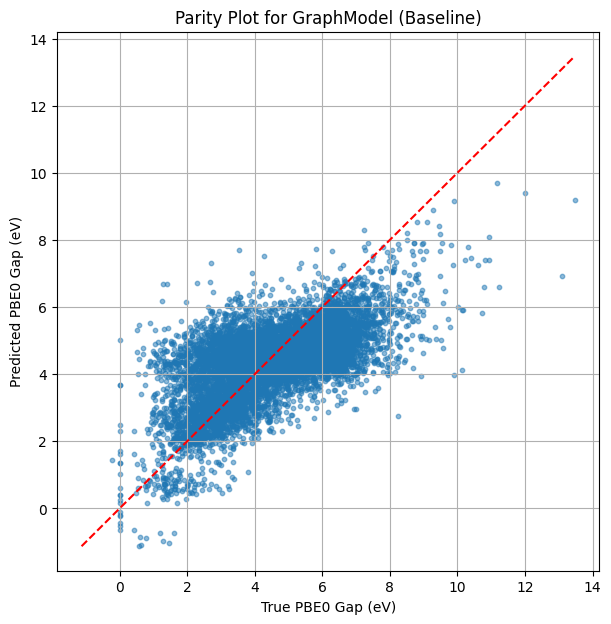 Parity Plot for GraphModel (Baseline)
14
12
10
8
6
4
2
0
Predicted PBE0 Gap (eV)
0 2 4 6 8 10 12 14
True PBE0 Gap (eV)